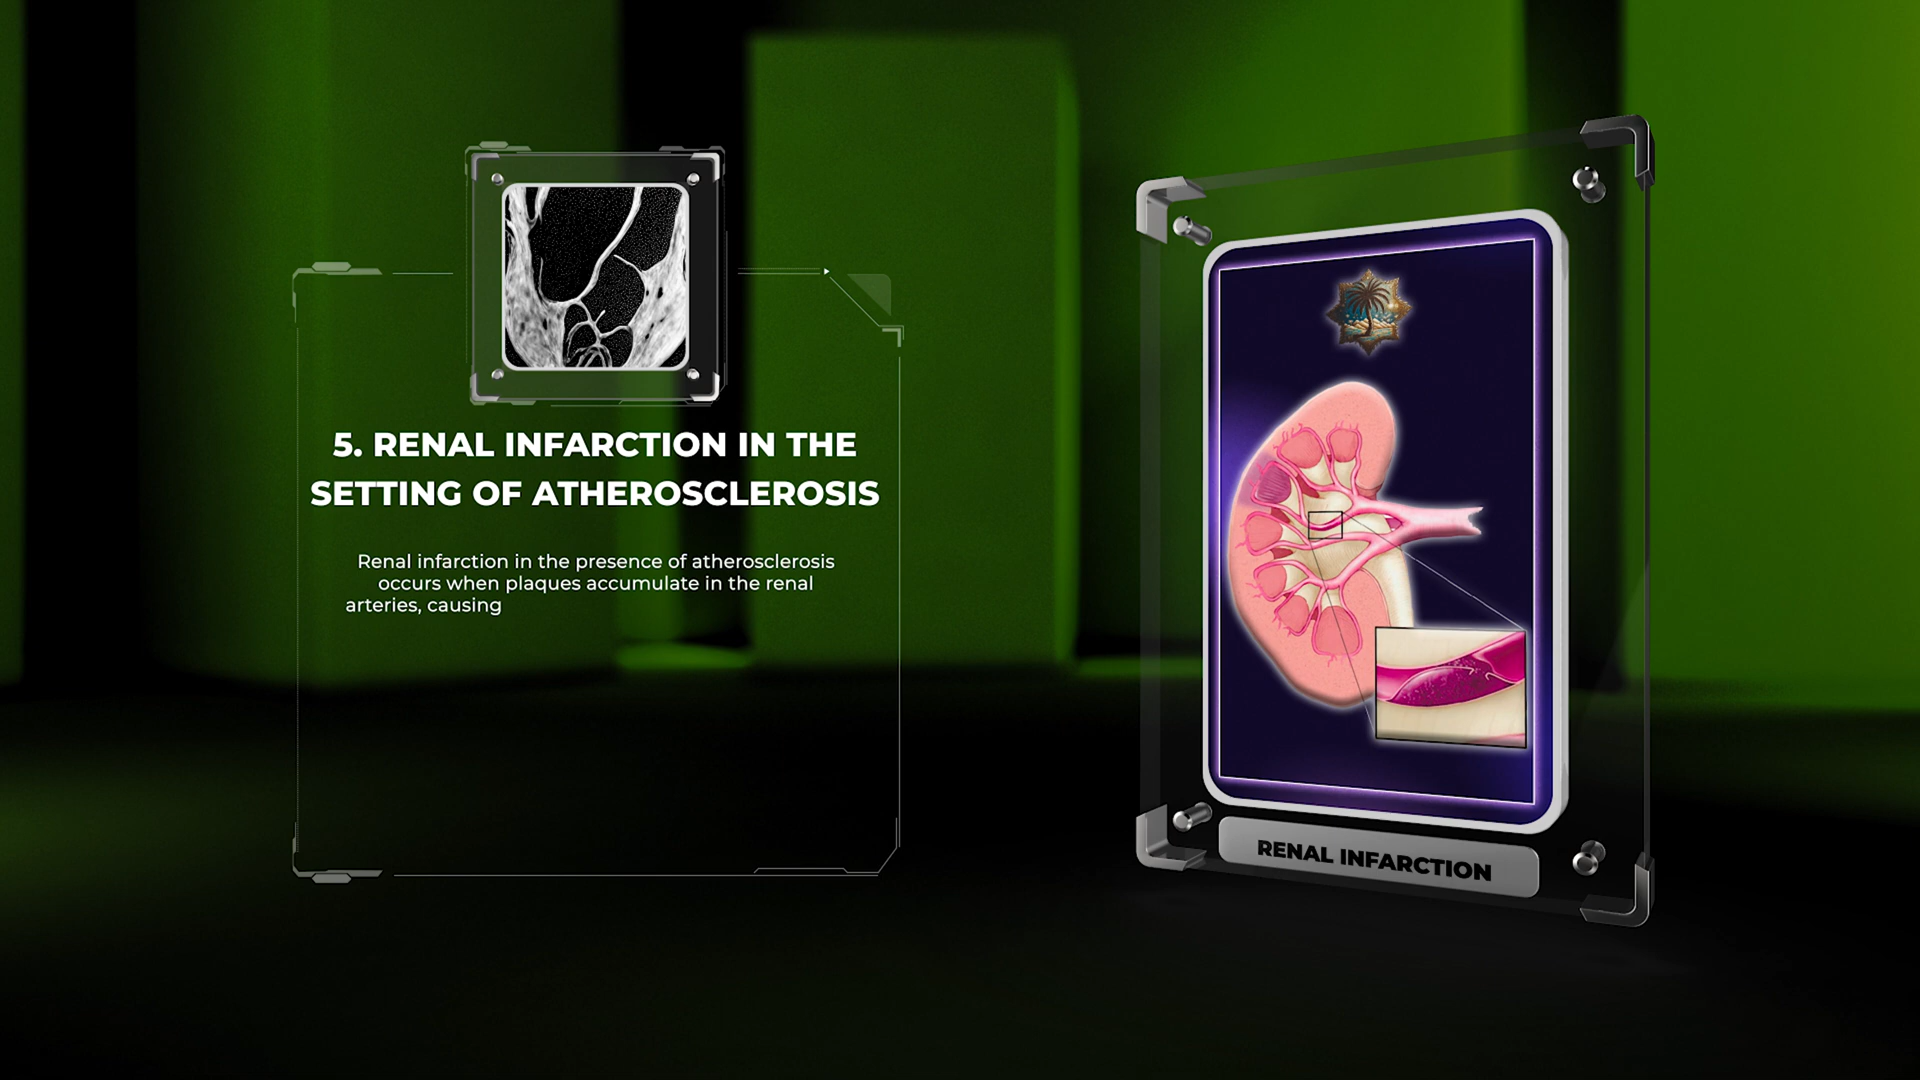 5. RENAL INFARCTION IN THE
SETTING OF ATHEROSCLEROSIS
Renal infarction in the presence of atherosclerosis
occurs when plaques accumulate in the renal
arteries, causing
RENAL INFARCTION